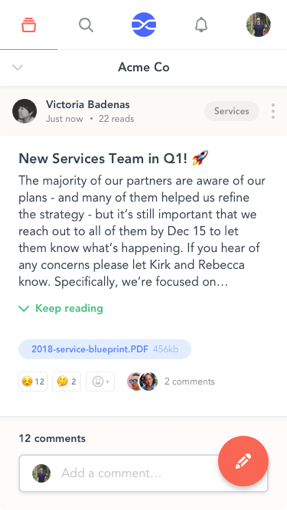 Acme Co
Victoria Badenas
Just now • 22 reads
Services
New Services Team in Q1! 🚀
The majority of our partners are aware of our
plans - and many of them helped us refine
the strategy - but it's still important that we
reach out to all of them by Dec 15 to let
them know what's happening. If you hear of
any concerns please let Kirk and Rebecca
know. Specifically, we're focused on...
Keep reading
2018-service-blueprint.PDF 456kb
😌 12 🤔 2 + 2 comments
12 comments
Add a comment...